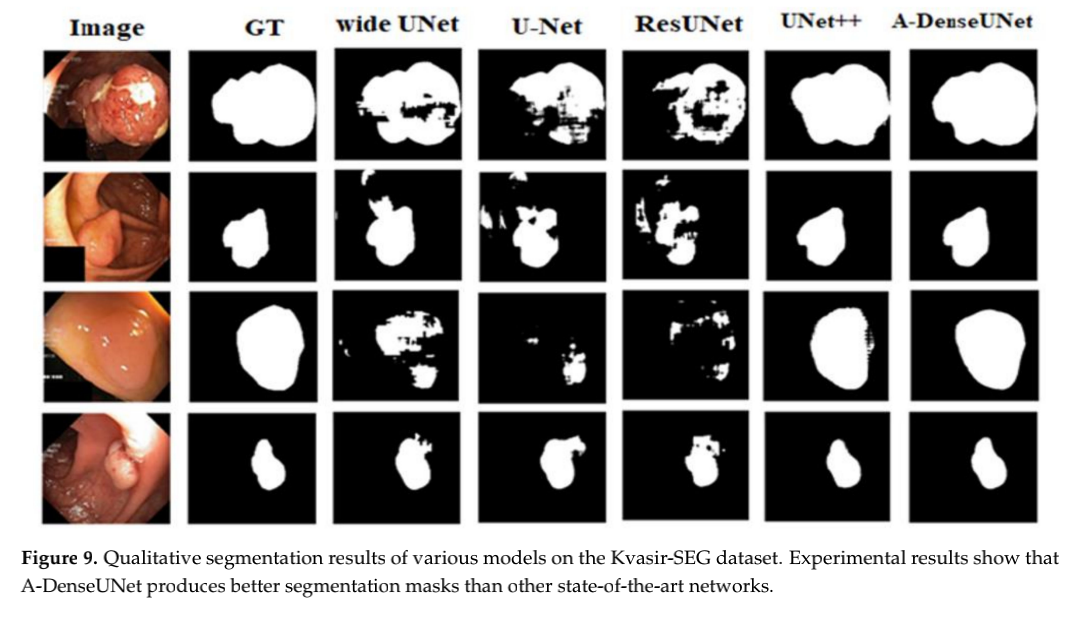 Image GT wide UNet U-Net ResUNet UNet++ A-DenseUNet
Figure 9. Qualitative segmentation results of various models on the Kvasir-SEG dataset. Experimental results show that
A-DenseUNet produces better segmentation masks than other state-of-the-art networks.